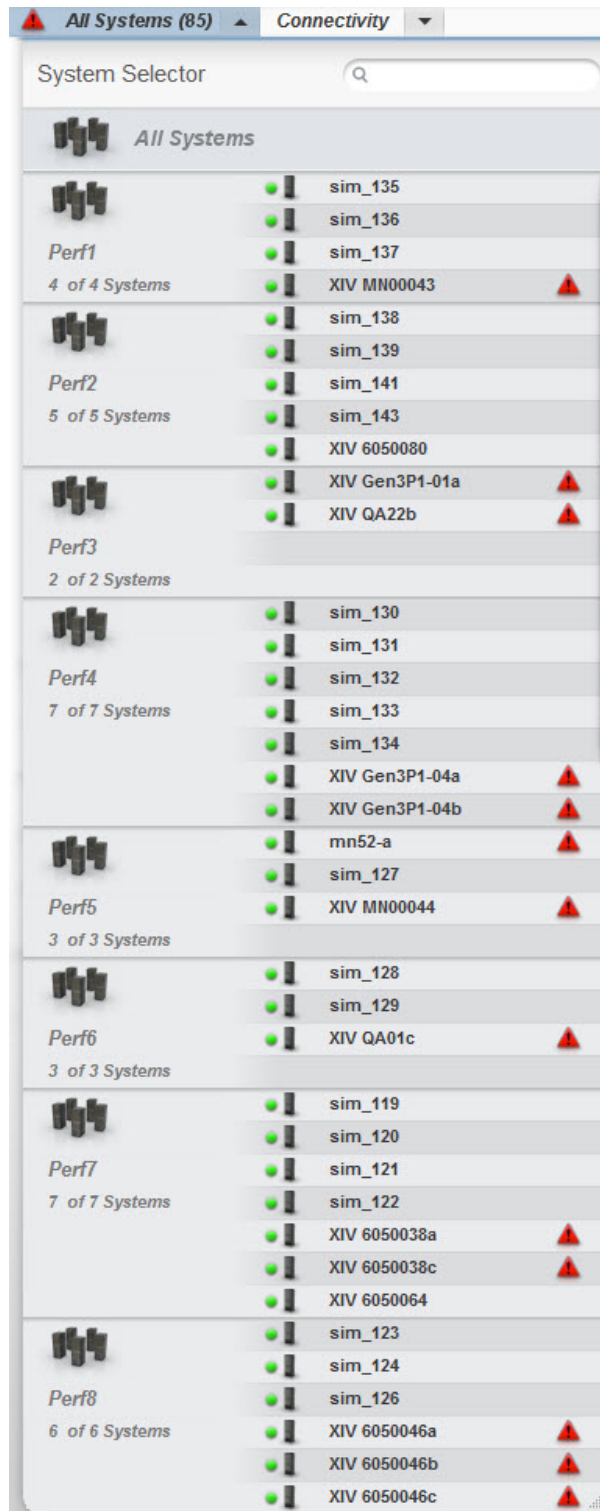 All Systems (85) Connectivity
System Selector
All Systems
sim_135
sim_136
Perf1 sim_137
4 of 4 Systems XIV MN00043
sim_138
sim_139
Perf2 sim_141
5 of 5 Systems sim_143
XIV 6050080
XIV Gen3P1-01a
XIV QA22b
Perf3
2 of 2 Systems
sim_130
sim_131
Perf4 sim_132
7 of 7 Systems sim_133
sim_134
XIV Gen3P1-04a
XIV Gen3P1-04b
mn52-a
sim_127
Perf5 XIV MN00044
3 of 3 Systems
sim_128
sim_129
Perf6 XIV QA01c
3 of 3 Systems
sim_119
sim_120
Perf7 sim_121
7 of 7 Systems sim_122
XIV 6050038a
XIV 6050038c
XIV 6050064
sim_123
sim_124
Perf8 sim_126
6 of 6 Systems XIV 6050046a
XIV 6050046b
XIV 6050046c